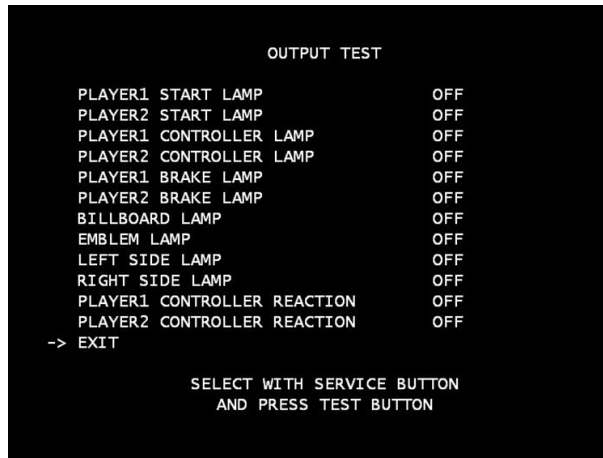 OUTPUT TEST
PLAYER1 START LAMP OFF
PLAYER2 START LAMP OFF
PLAYER1 CONTROLLER LAMP OFF
PLAYER2 CONTROLLER LAMP OFF
PLAYER1 BRAKE LAMP OFF
PLAYER2 BRAKE LAMP OFF
BILLBOARD LAMP OFF
EMBLEM LAMP OFF
LEFT SIDE LAMP OFF
RIGHT SIDE LAMP OFF
PLAYER1 CONTROLLER REACTION OFF
PLAYER2 CONTROLLER REACTION OFF
-> EXIT
SELECT WITH SERVICE BUTTON
AND PRESS TEST BUTTON